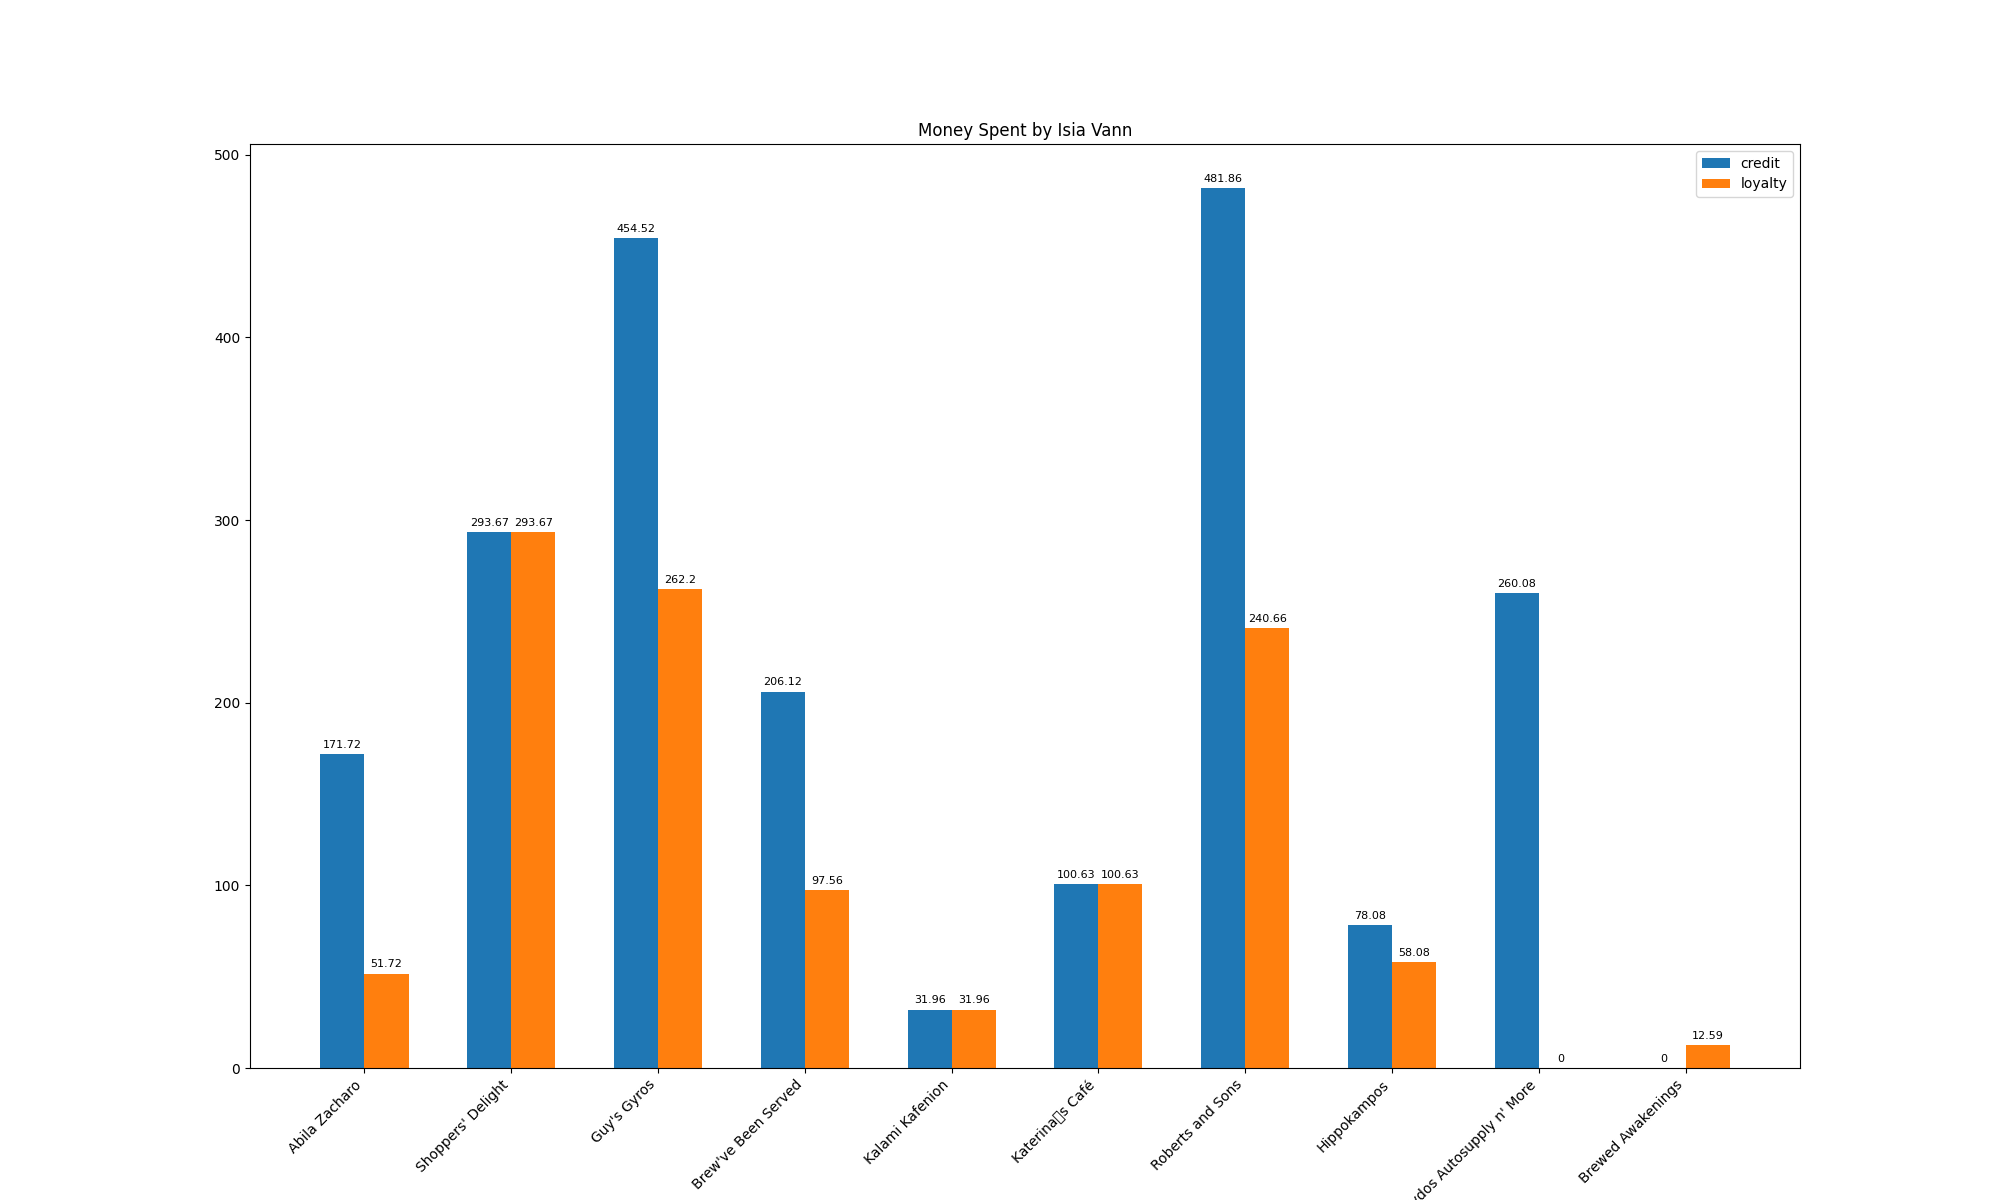 Money Spent by Isia Vann
500
400
300
200
100
0
credit
loyalty
171.72
51.72
293.67
293.67
454.52
262.2
206.12
97.56
31.96
31.96
100.63
100.63
481.86
240.66
78.08
58.08
260.08
0
0
12.59
Abila Zacharo
Shoppers' Delight
Guy's Gyros
Brew've Been Served
Kalami Kafenion
Katerina▯s Café
Roberts and Sons
Hippokampos
Autosupply n' More
Brewed Awakenings